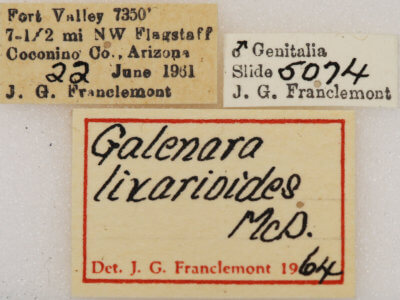 Fort Valley 7350'
7-1/2 mi NW Flagstaff
Coconino Co., Arizona
22 June 1961
J. G. Franclemont
♂ Genitalia
Slide 5074
J. G. Franclemont
Galenara
lixarioides
McD.
Det. J. G. Franclemont 1964